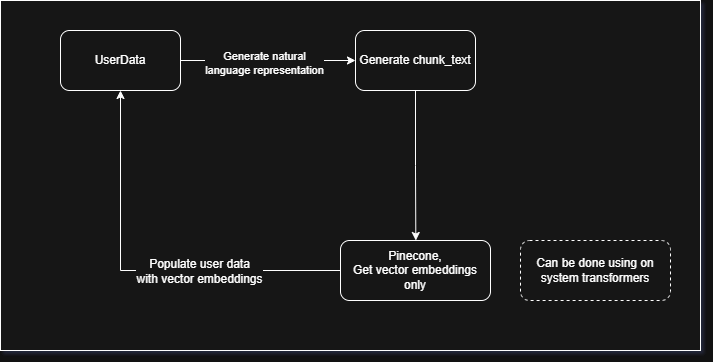 UserData
Generate natural
language representation
Generate chunk_text
Pinecone,
Get vector embeddings
only
Populate user data
with vector embeddings
Can be done using on
system transformers